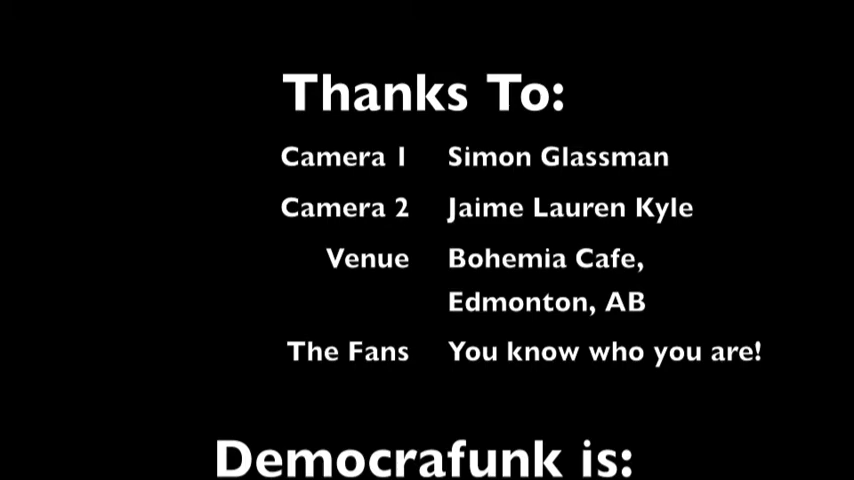 Thanks To:
Camera 1 Simon Glassman
Camera 2 Jaime Lauren Kyle
Venue Bohemia Cafe,
Edmonton, AB
The Fans You know who you are!
Democrafunk is: